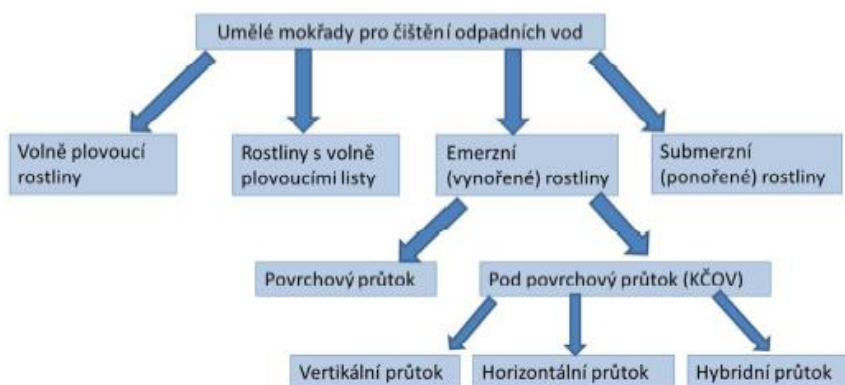 Umělé mokřady pro čištění odpadních vod
Volně plovoucí
rostliny
Rostliny s volně
plovoucími listy
Emerzní
(vynořené) rostliny
Submerzní
(ponořené) rostliny
Povrchový průtok
Pod povrchový průtok (KČOV)
Vertikální průtok
Horizontální průtok
Hybridní průtok